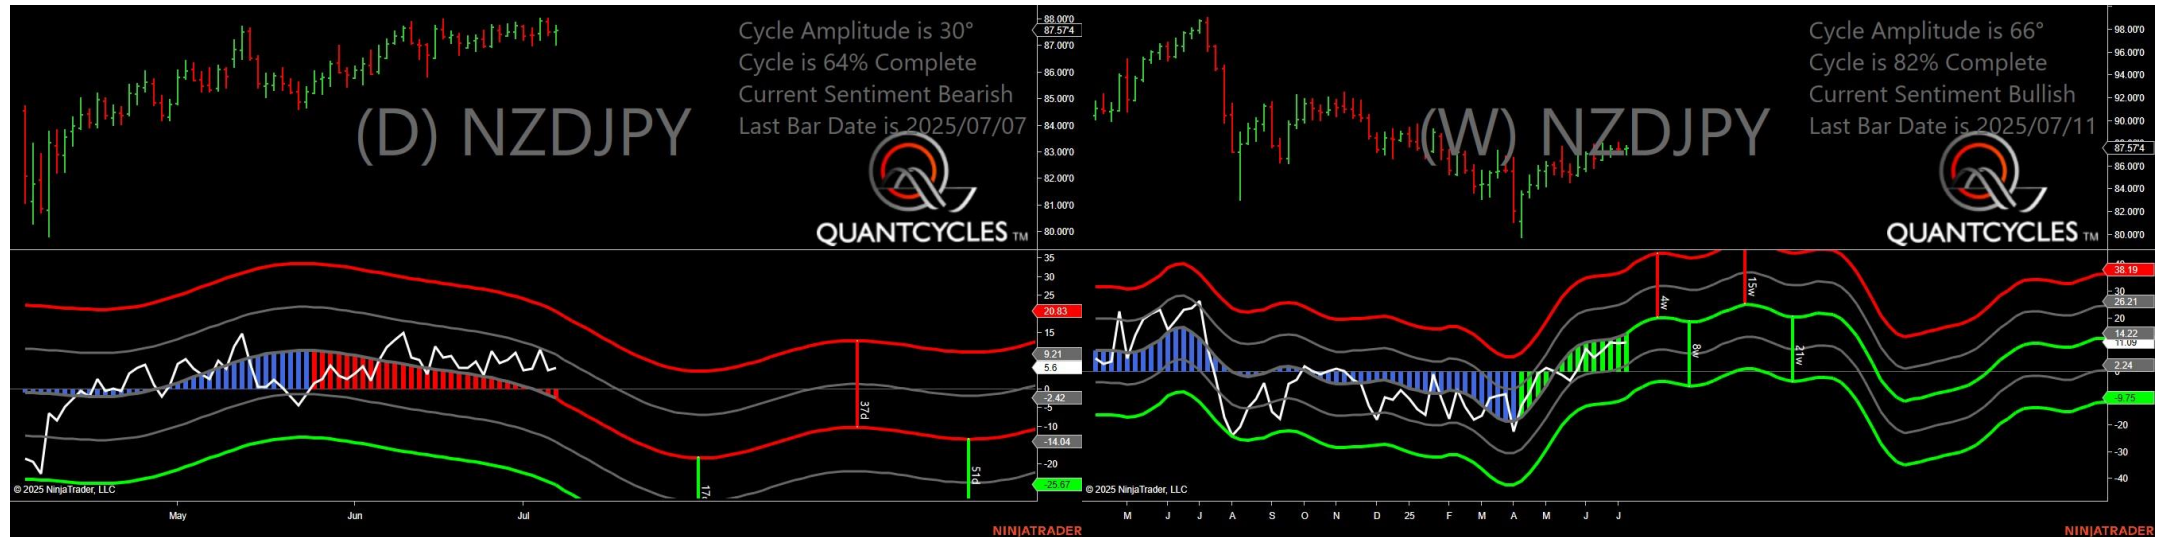 Cycle Amplitude is 30°
Cycle is 64% Complete
Current Sentiment Bearish
Last Bar Date is 2025/07/07
(D) NZDJPY
QUANTCYCLES TM
88.00'0
87.57'4
87.00'0
86.00'0
85.00'0
84.00'0
83.00'0
82.00'0
81.00'0
80.00'0
35
30
25
20.83
15
9.21
5.6
0
-2.42
-5
-10
-14.04
-20
-25.67
37d
51d
© 2025 NinjaTrader, LLC
May Jun Jul
NINJATRADER
Cycle Amplitude is 66°
Cycle is 82% Complete
Current Sentiment Bullish
Last Bar Date is 2025/07/11
(W) NZDJPY
QUANTCYCLES TM
98.00'0
96.00'0
94.00'0
92.00'0
90.00'0
87.57'4
86.00'0
84.00'0
82.00'0
80.00'0
38.19
30
26.21
20
14.22
11.09
2.24
-9.75
-20
-30
-40
4w
15w
8w
21w
© 2025 NinjaTrader, LLC
M J J A S O N D 25 F M A M J J
NINJATRADER